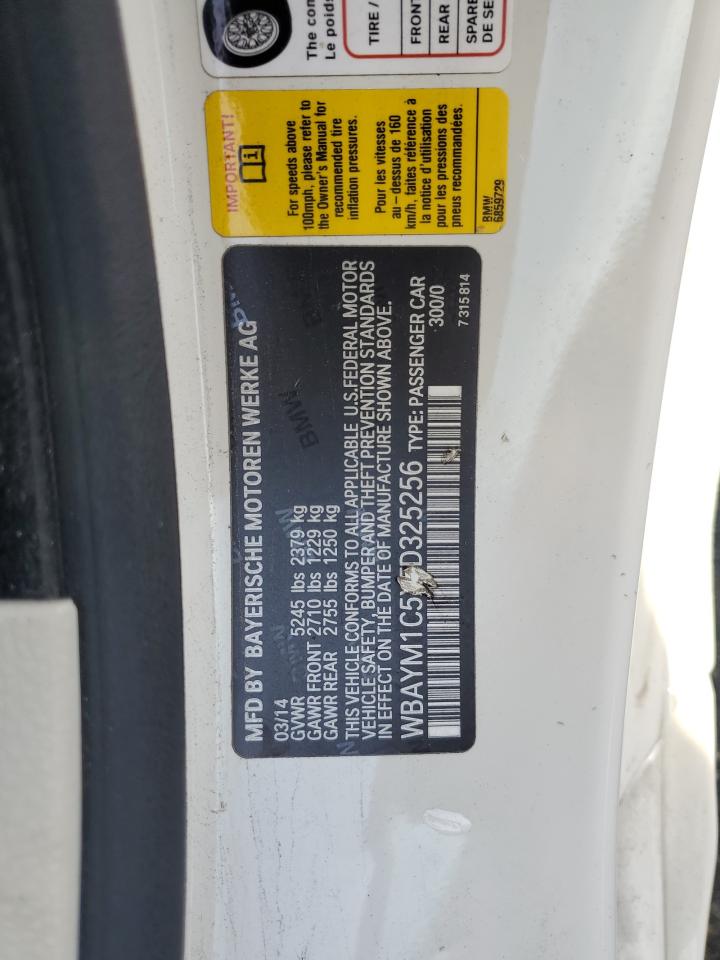 MFD BY BAYERISCHE MOTOREN WERKE AG
03/14
GVWR 5245 lbs 2379 kg
GAWR FRONT 2710 lbs 1229 kg
GAWR REAR 2755 lbs 1250 kg
THIS VEHICLE CONFORMS TO ALL APPLICABLE U.S.FEDERAL MOTOR
VEHICLE SAFETY, BUMPER AND THEFT PREVENTION STANDARDS
IN EFFECT ON THE DATE OF MANUFACTURE SHOWN ABOVE.
WBAYM1C5 D325256 TYPE: PASSENGER CAR
300/0
7315814
IMPORTANT!
For speeds above
100mph, please refer to
the Owner's Manual for
recommended tire
inflation pressures.
Pour les vitesses
au-dessus de 160
km/h, faites référence à
la notice d'utilisation
pour les pressions des
pneus recommandées.
BMW
6859729
The
Le poids
TIRE /
FRONT
REAR
SPARE
DE